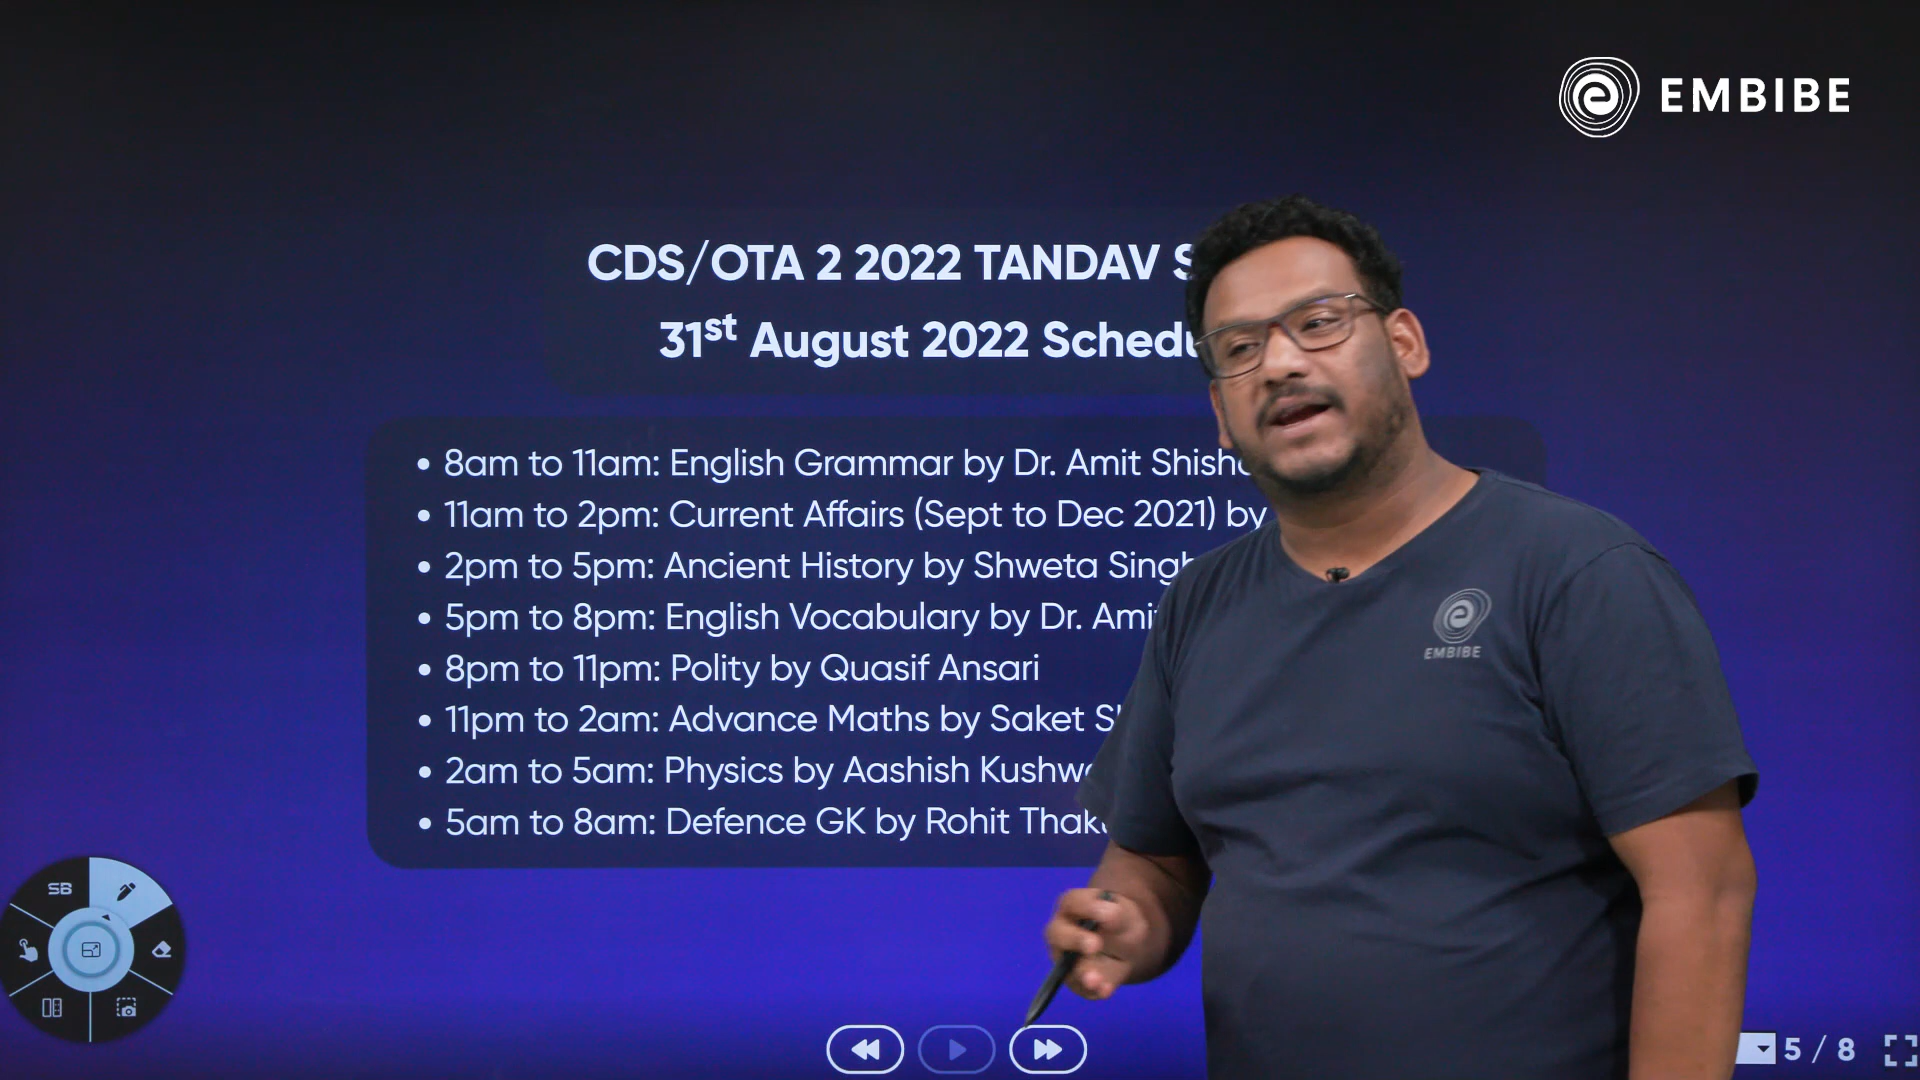 EMBIBE
CDS/OTA 2 2022 TANDAV
31st August 2022
• 8am to 11am: English Grammar by Dr. Amit
• 11am to 2pm: Current Affairs (Sept to Dec 2021) by
• 2pm to 5pm: Ancient History by Shweta
• 5pm to 8pm: English Vocabulary by Dr.
• 8pm to 11pm: Polity by Quasif Ansari
• 11pm to 2am: Advance Maths by Saket
• 2am to 5am: Physics by Aashish
• 5am to 8am: Defence GK by Rohit
EMBIBE
SB
5 / 8